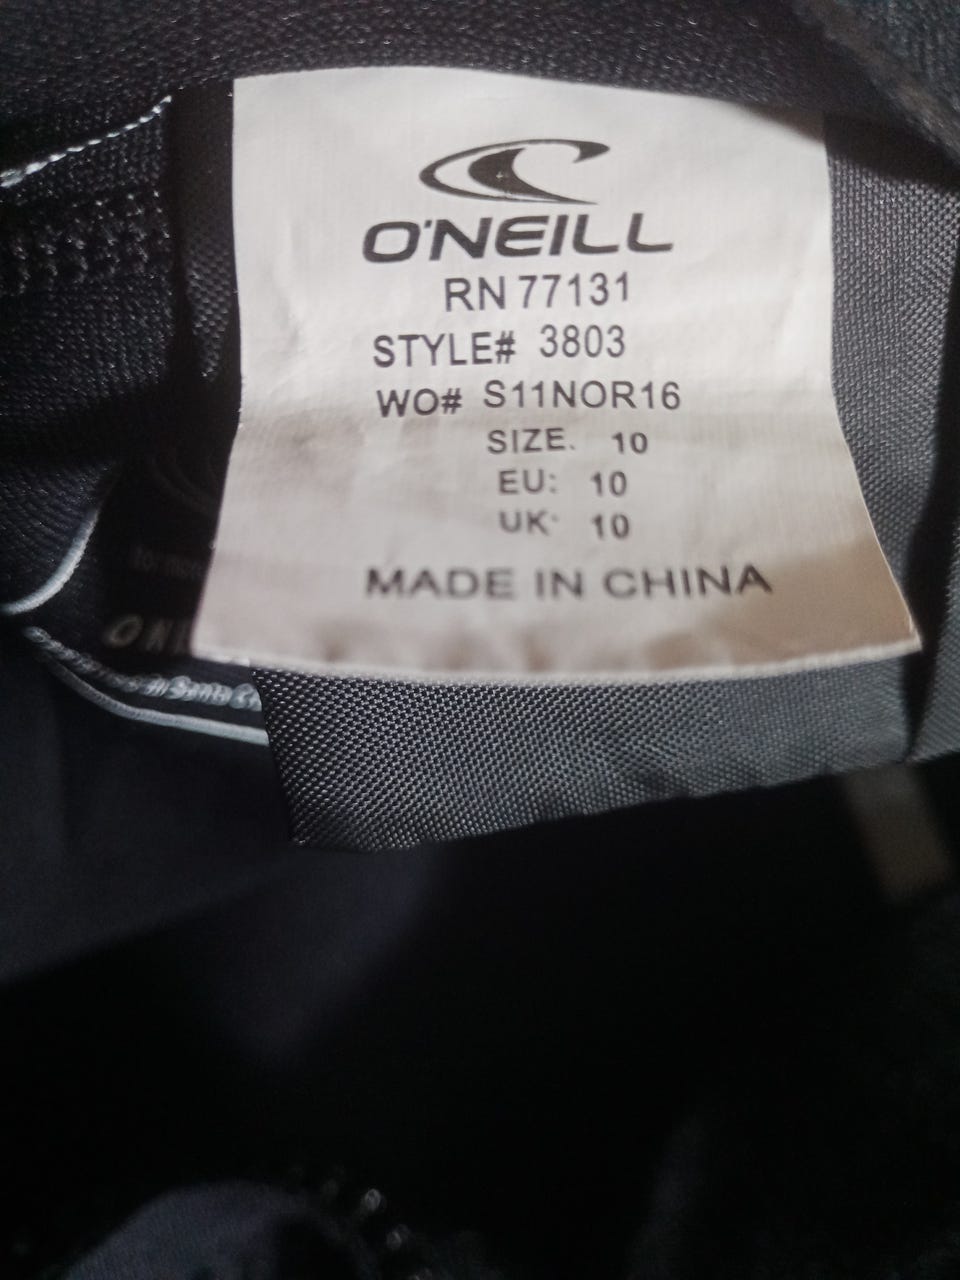 O'NEILL
RN 77131
STYLE# 3803
WO# S11NOR16
SIZE. 10
EU: 10
UK: 10
MADE IN CHINA